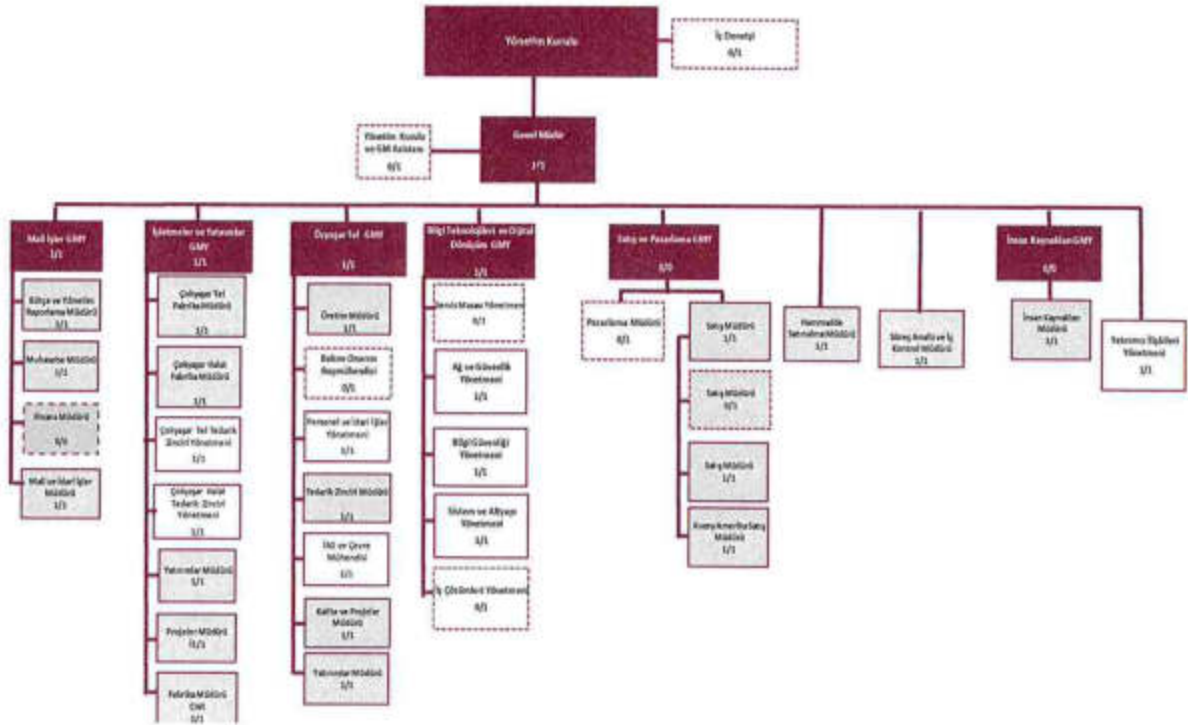 Yönetim Kurulu
İç Denetçi
0/1
Yönetim Kurulu
ve GM Asistanı
0/1
Genel Müdür
1/1
Mali İşler GMY
1/1
Bütçe ve Yönetim
Raporlama Müdürü
1/1
Muhasebe Müdürü
1/1
Finans Müdürü
Mali ve İdari İşler
Müdürü
1/1
İşletmeler ve Yatırımlar
GMY
1/1
Çelikyaşar Tel
Fabrika Müdürü
1/1
Halat
Fabrika Müdürü
1/1
Tel Tedarik
Zinciri Yönetmeni
1/1
Halat
Tedarik Zinciri
Yönetmeni
1/1
Yatırımlar Müdürü
1/1
Projeler Müdürü
1/1
Fabrika Müdürü
1/1
Özyaşar Tel GMY
1/1
Üretim Müdürü
1/1
Bakım Onarım
Başmühendisi
0/1
Personel ve İdari İşler
Yönetmeni
1/1
Tedarik Zinciri Müdürü
1/1
İSG ve Çevre
Mühendisi
1/1
Kalite ve Projeler
Müdürü
1/1
Yatırımlar Müdürü
1/1
Bilgi Teknolojileri ve Dijital
Dönüşüm GMY
1/1
Servis Masası Yönetmeni
0/1
Ağ ve Güvenlik
Yönetmeni
1/1
Bilgi Güvenliği
Yönetmeni
1/1
Sistem ve Altyapı
Yönetmeni
1/1
İş Çözümleri Yönetmeni
0/1
Satış ve Pazarlama GMY
Pazarlama Müdürü
0/1
Satış Müdürü
1/1
Satış Müdürü
0/1
Satış Müdürü
1/1
Kuzey Amerika Satış
Müdürü
1/1
Hammadde
Satınalma Müdürü
1/1
Süreç Analiz ve İç
Kontrol Müdürü
1/1
İnsan Kaynakları GMY
İnsan Kaynakları
Müdürü
1/1
Yatırımcı İlişkileri
Yönetmeni
1/1